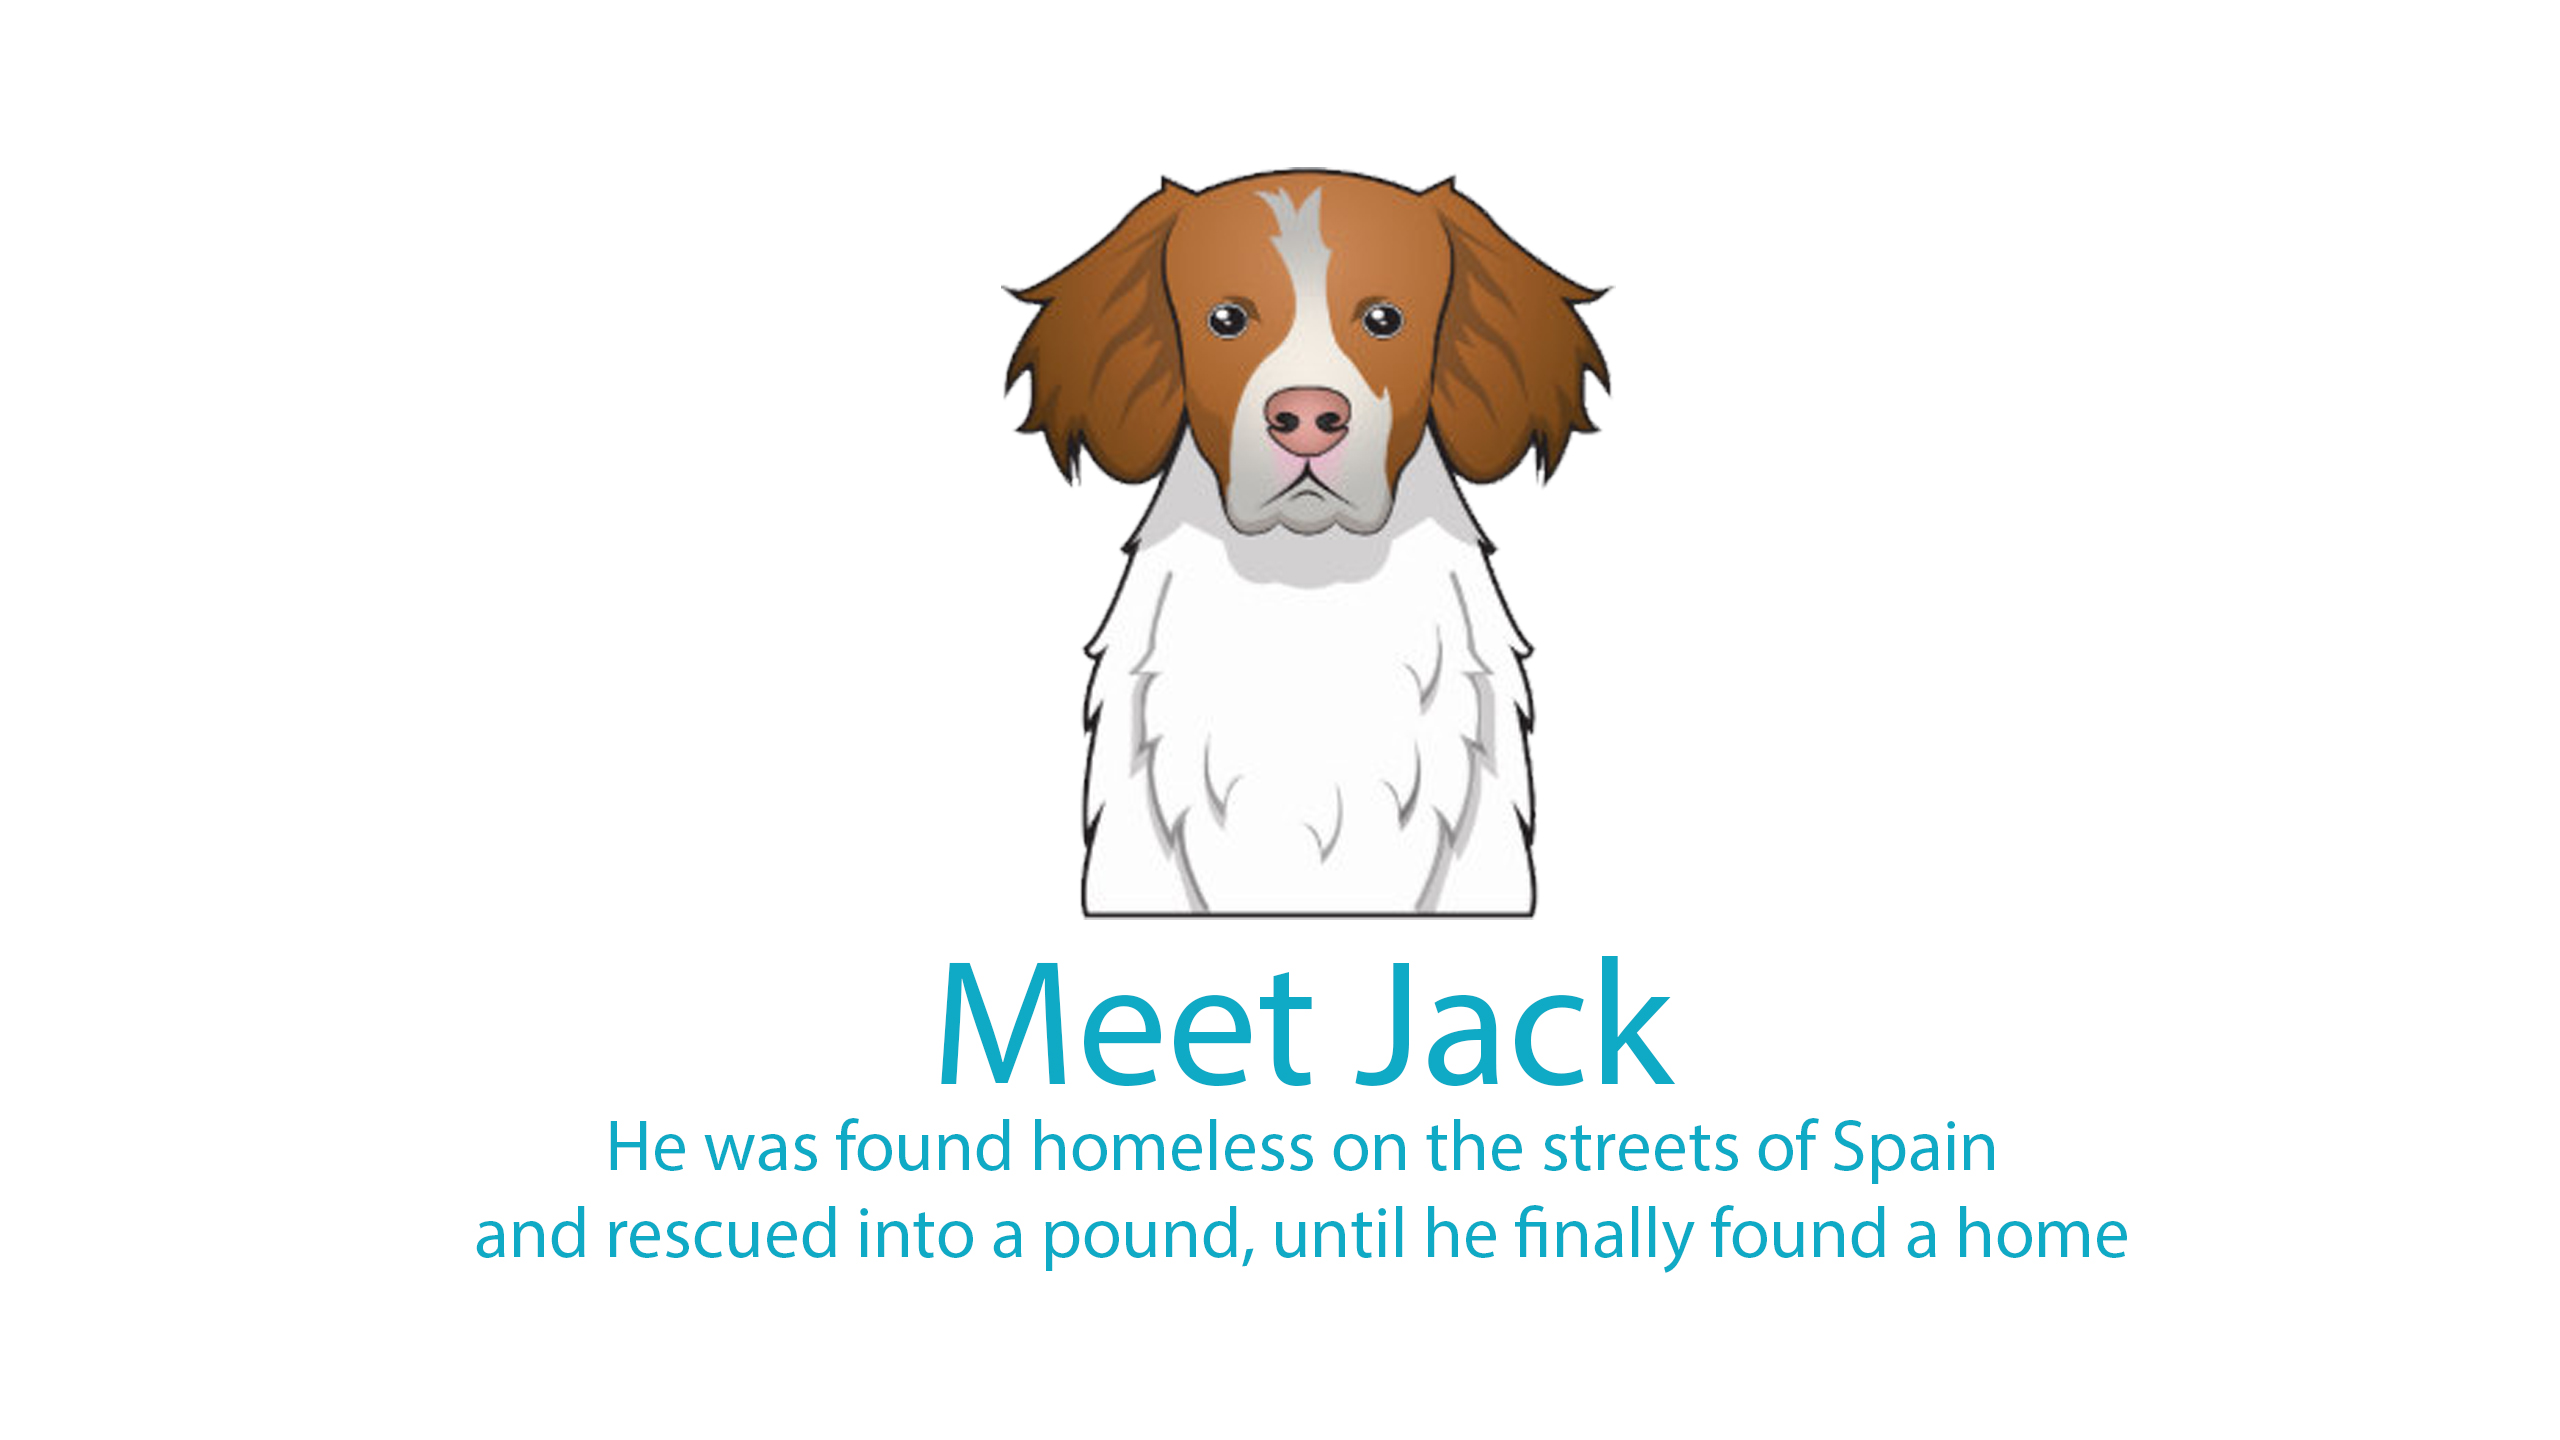 Meet Jack
He was found homeless on the streets of Spain
and rescued into a pound, until he finally found a home